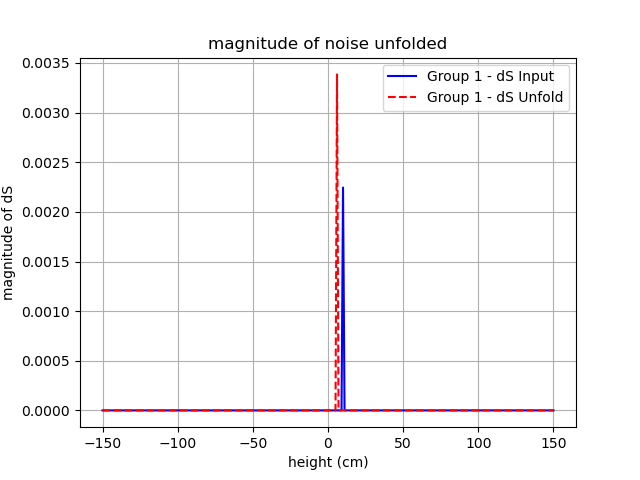 magnitude of noise unfolded
Group 1 - dS Input
Group 1 - dS Unfold
magnitude of dS
0.0035
0.0030
0.0025
0.0020
0.0015
0.0010
0.0005
0.0000
−150 −100 −50 0 50 100 150
height (cm)